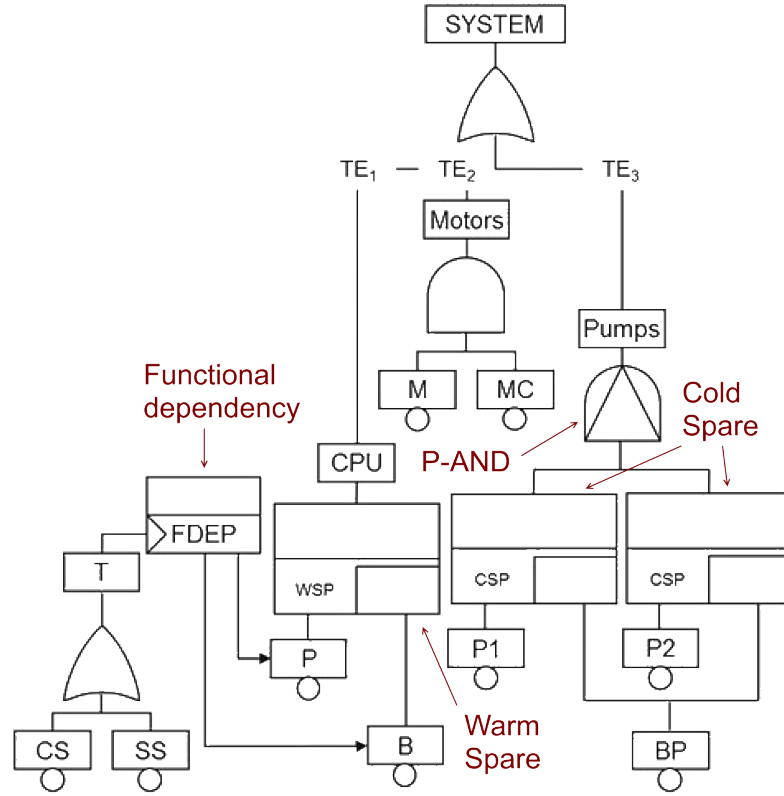 SYSTEM
TE₁
TE₂
TE₃
Motors
Pumps
Functional
dependency
M
MC
Cold
Spare
P-AND
CPU
FDEP
T
WSP
CSP
CSP
P
P1
P2
CS
SS
B
Warm
Spare
BP